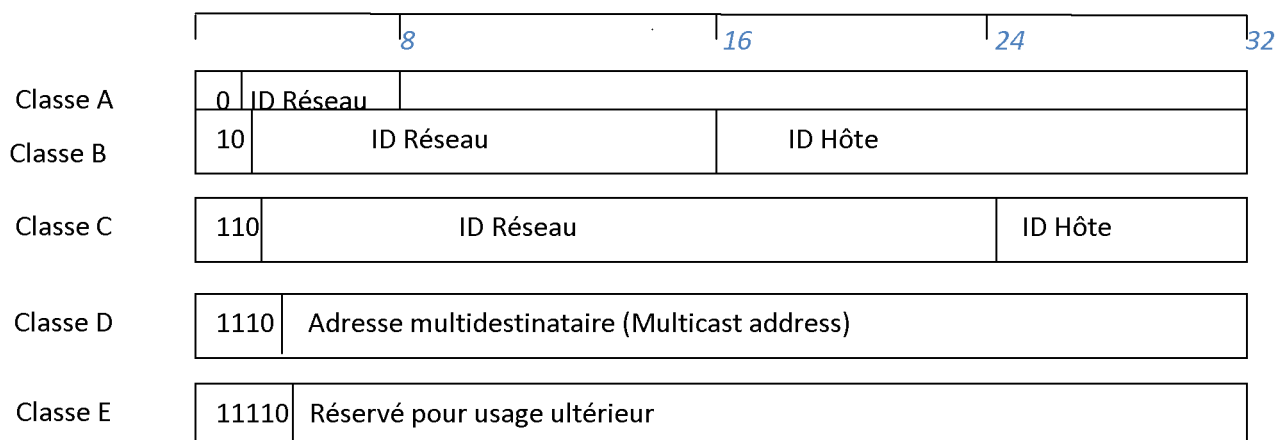 8 16 24 32
Classe A 0 ID Réseau
Classe B 10 ID Réseau ID Hôte
Classe C 110 ID Réseau ID Hôte
Classe D 1110 Adresse multidestinataire (Multicast address)
Classe E 11110 Réservé pour usage ultérieur